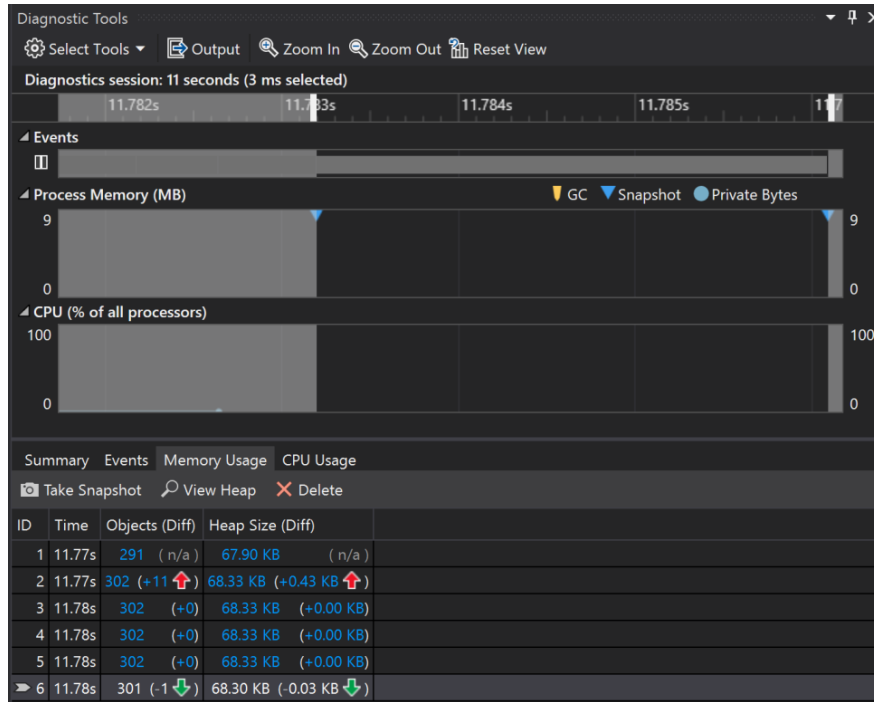 Diagnostic Tools
Select Tools Output Zoom In Zoom Out Reset View
Diagnostics session: 11 seconds (3 ms selected)
11.782s 11.783s 11.784s 11.785s 11.7
Events
Process Memory (MB) GC Snapshot Private Bytes
9 9
0 0
CPU (% of all processors)
100 100
0 0
Summary Events Memory Usage CPU Usage
Take Snapshot View Heap Delete
ID Time Objects (Diff) Heap Size (Diff)
1 11.77s 291 (n/a) 67.90 KB (n/a)
2 11.77s 302 (+11) 68.33 KB (+0.43 KB)
3 11.78s 302 (+0) 68.33 KB (+0.00 KB)
4 11.78s 302 (+0) 68.33 KB (+0.00 KB)
5 11.78s 302 (+0) 68.33 KB (+0.00 KB)
6 11.78s 301 (-1) 68.30 KB (-0.03 KB)